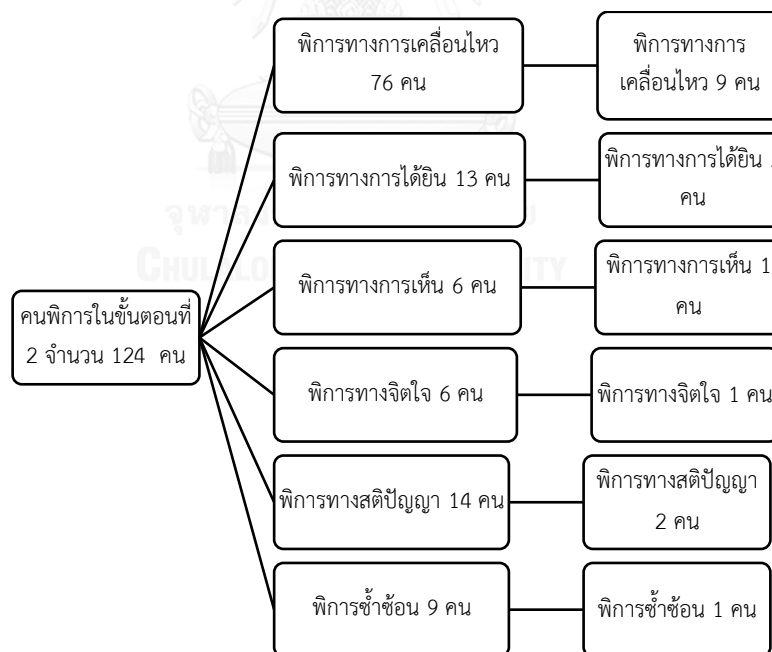 พิการทางการเคลื่อนไหว
76 คน
พิการทางการ
เคลื่อนไหว 9 คน
พิการทางการได้ยิน 13 คน
พิการทางการได้ยิน
คน
พิการทางการเห็น 6 คน
พิการทางการเห็น 1
คน
คนพิการในขั้นตอนที่
2 จำนวน 124 คน
พิการทางจิตใจ 6 คน
พิการทางจิตใจ 1 คน
พิการทางสติปัญญา 14 คน
พิการทางสติปัญญา
2 คน
พิการซ้ำซ้อน 9 คน
พิการซ้ำซ้อน 1 คน